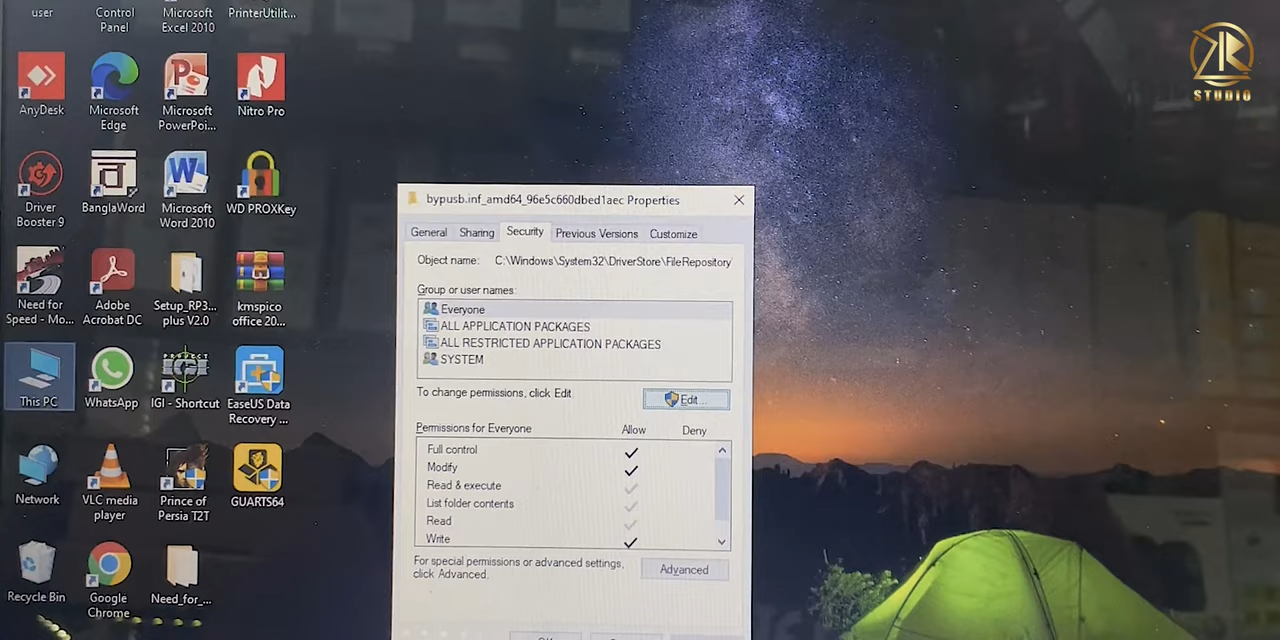 user
Control
Panel
Microsoft
Excel 2010
PrinterUtilit...
AnyDesk
Microsoft
Edge
Microsoft
PowerPoi...
Nitro Pro
Driver
Booster 9
BanglaWord
Microsoft
Word 2010
WD PROXKey
Need for
Speed - Mo...
Adobe
Acrobat DC
Setup_RP3...
plus V2.0
kmspico
office 20...
This PC
WhatsApp
PROJECT
IGI - Shortcut
EaseUS Data
Recovery ...
Network
VLC media
player
Prince of
Persia T2T
GUARTS64
Recycle Bin
Google
Chrome
Need_for_...
bypusb.inf_amd64_96e5c660dbed1aec Properties
General
Sharing
Security
Previous Versions
Customize
Object name:
C:\Windows\System32\DriverStore\FileRepository
Group or user names:
Everyone
ALL APPLICATION PACKAGES
ALL RESTRICTED APPLICATION PACKAGES
SYSTEM
To change permissions, click Edit.
Edit...
Permissions for Everyone
Allow
Deny
Full control
Modify
Read & execute
List folder contents
Read
Write
For special permissions or advanced settings,
click Advanced.
Advanced
STUDIO